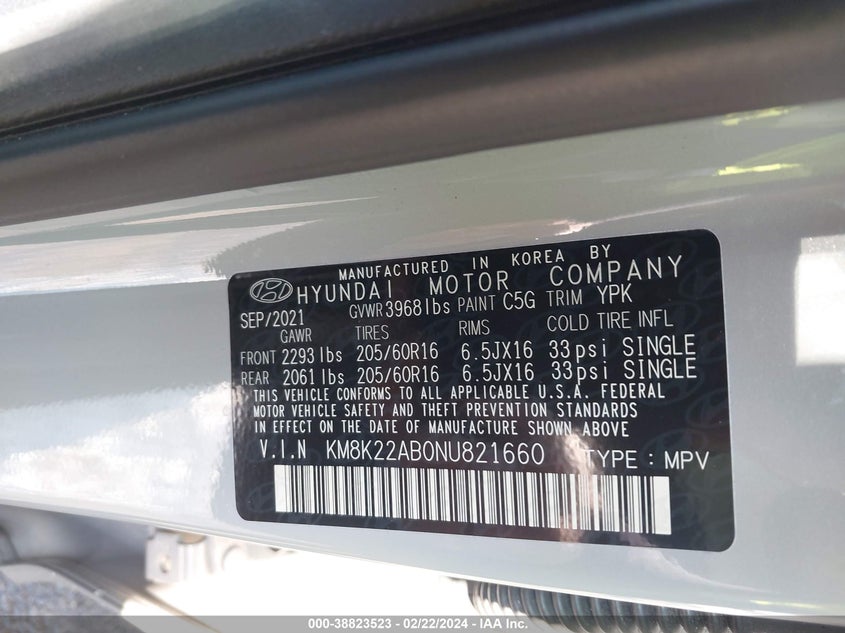 MANUFACTURED IN KOREA BY
HYUNDAI MOTOR COMPANY
SEP/2021 GVWR 3968lbs PAINT C5G TRIM YPK
GAWR TIRES RIMS COLD TIRE INFL
FRONT 2293lbs 205/60R16 6.5JX16 33psi SINGLE
REAR 2061lbs 205/60R16 6.5JX16 33psi SINGLE
THIS VEHICLE CONFORMS TO ALL APPLICABLE U.S.A. FEDERAL
MOTOR VEHICLE SAFETY AND THEFT PREVENTION STANDARDS
IN EFFECT ON THE DATE OF MANUFACTURE SHOWN ABOVE
V.I.N KM8K22AB0NU821660 TYPE : MPV
000-38823523 - 02/22/2024 - IAA Inc.